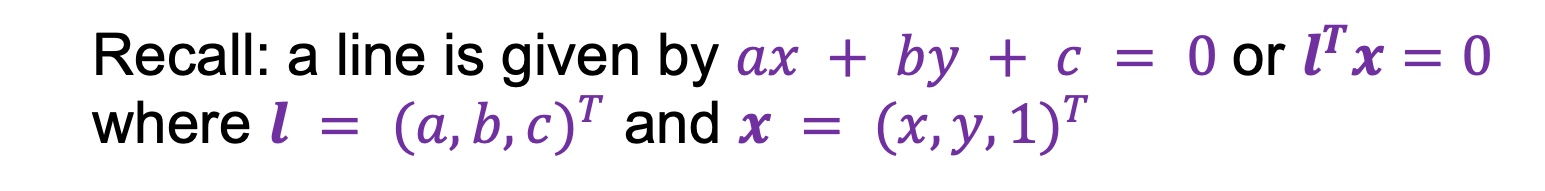 Recall: a line is given by ax + by + c = 0 or lᵀx = 0
where l = (a, b, c)ᵀ and x = (x, y, 1)ᵀ